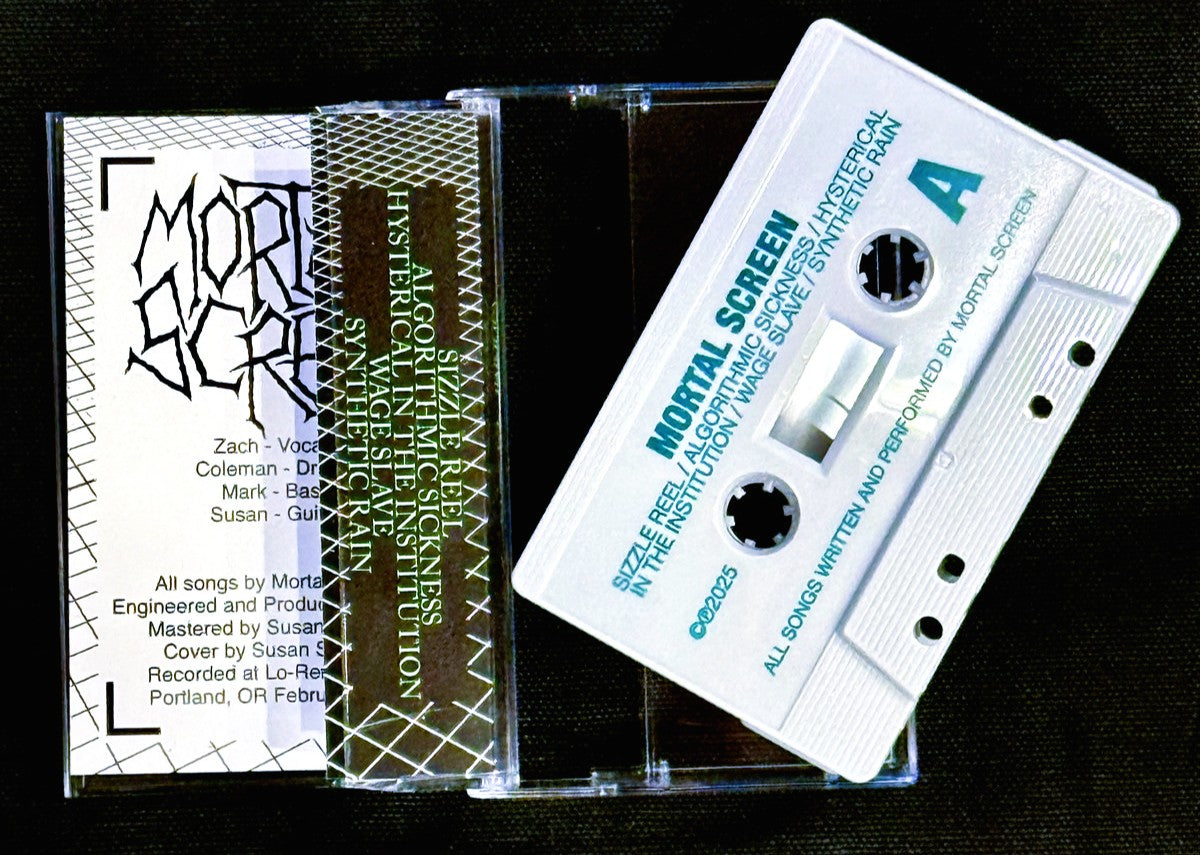 MORT
SCRE
Zach - Voca
Coleman - Dr
Mark - Bas
Susan - Gui
All songs by Morta
Engineered and Produ
Mastered by Susan
Cover by Susan S
Recorded at Lo-Re
Portland, OR Febru
SIZZLE REEL
ALGORITHMIC SICKNESS
HYSTERICAL IN THE INSTITUTION
WAGE SLAVE
SYNTHETIC RAIN
A
MORTAL SCREEN
SIZZLE REEL / ALGORITHMIC SICKNESS / HYSTERICAL
IN THE INSTITUTION / WAGE SLAVE / SYNTHETIC RAIN
©℗2025
ALL SONGS WRITTEN AND PERFORMED BY MORTAL SCREEN